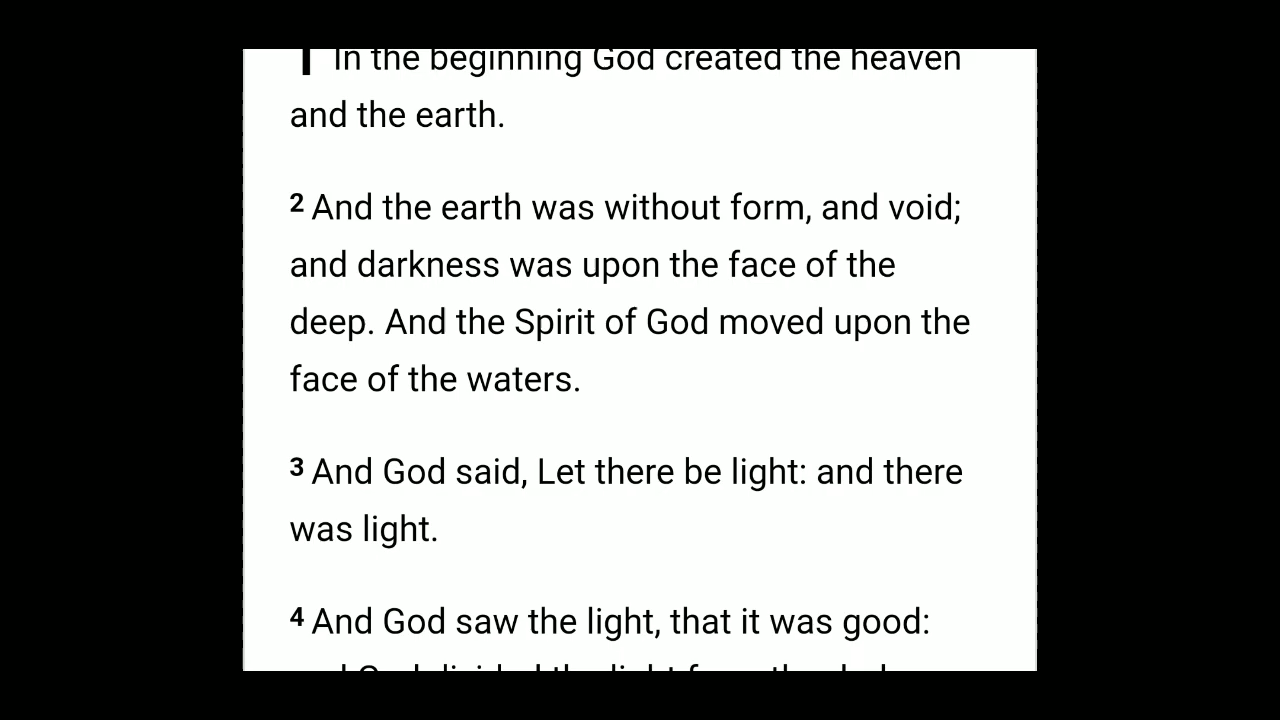 1 In the beginning God created the heaven
and the earth.
2 And the earth was without form, and void;
and darkness was upon the face of the
deep. And the Spirit of God moved upon the
face of the waters.
3 And God said, Let there be light: and there
was light.
4 And God saw the light, that it was good: